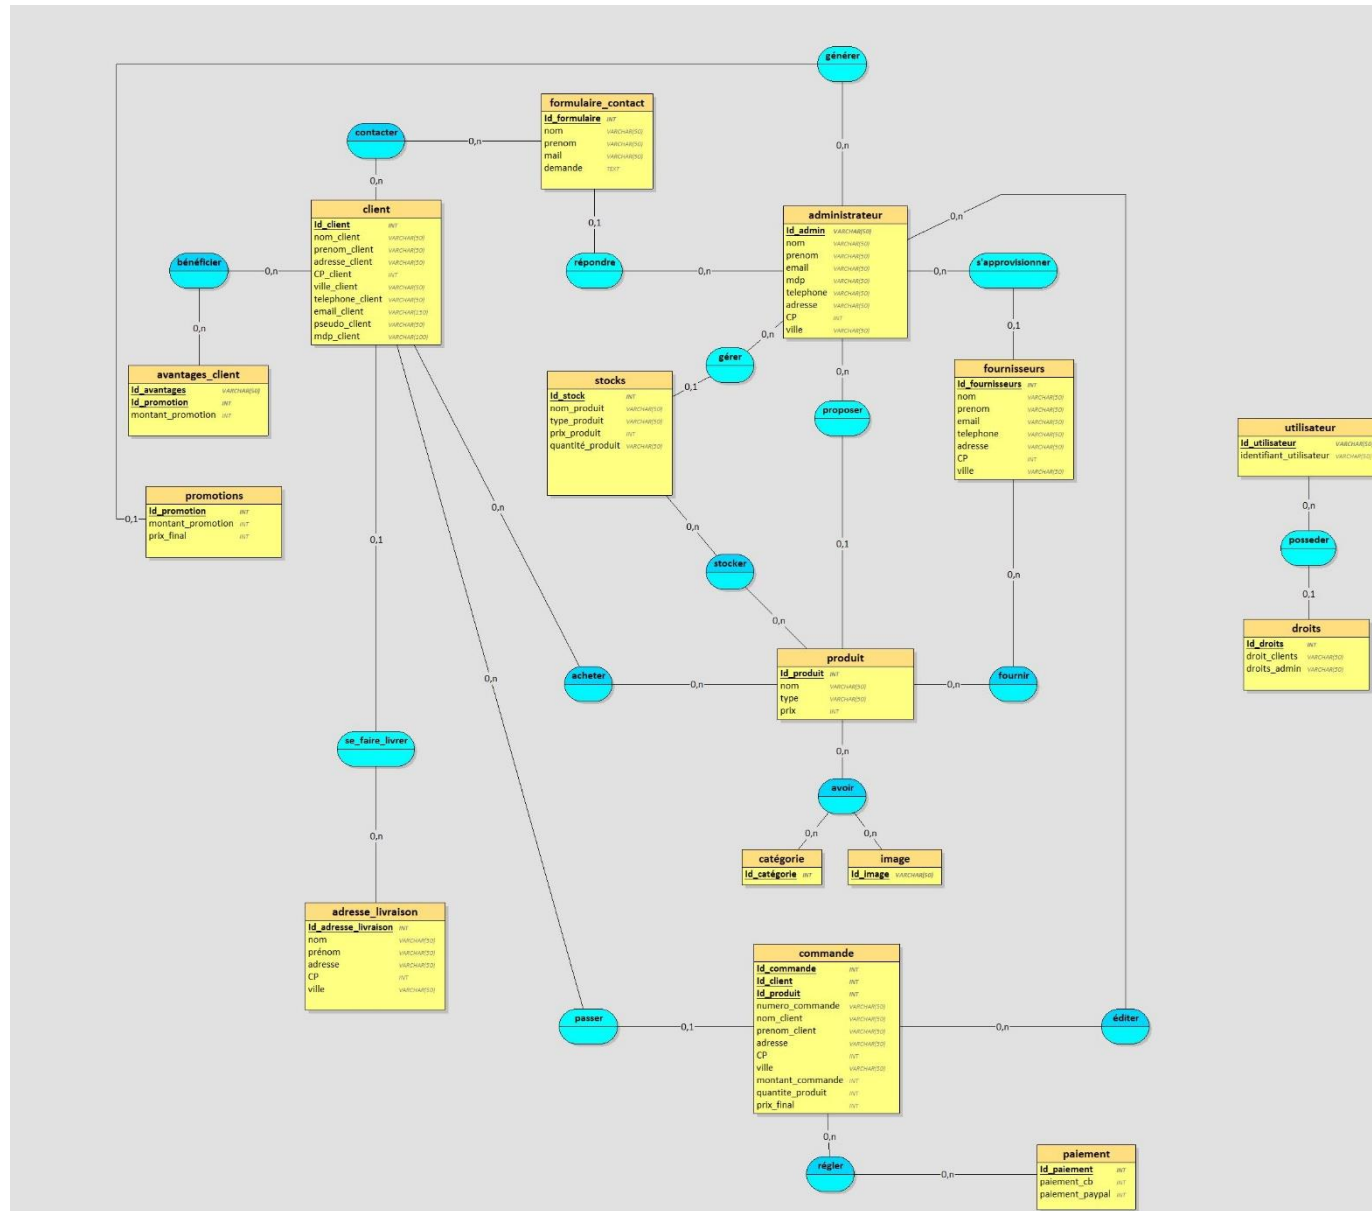 générer
0,n
formulaire_contact
Id_formulaire INT
nom VARCHAR(50)
prenom VARCHAR(50)
mail VARCHAR(50)
demande TEXT
contacter
0,n
0,n
0,n
client
Id_client INT
nom_client VARCHAR(50)
prenom_client VARCHAR(50)
adresse_client VARCHAR(50)
CP_client INT
ville_client VARCHAR(50)
telephone_client VARCHAR(50)
email_client VARCHAR(150)
pseudo_client VARCHAR(50)
mdp_client VARCHAR(100)
administrateur
Id_admin VARCHAR(50)
nom VARCHAR(50)
prenom VARCHAR(50)
email VARCHAR(50)
mdp VARCHAR(50)
telephone VARCHAR(50)
adresse VARCHAR(50)
CP INT
ville VARCHAR(50)
0,1
bénéficier
0,n
répondre
0,n
0,n
s'approvisionner
0,n
0,1
0,n
gérer
0,1
0,n
avantages_client
Id_avantages VARCHAR(50)
Id_promotion INT
montant_promotion INT
stocks
Id_stock INT
nom_produit VARCHAR(50)
type_produit VARCHAR(50)
prix_produit INT
quantité_produit VARCHAR(50)
proposer
fournisseurs
Id_fournisseurs INT
nom VARCHAR(50)
prenom VARCHAR(50)
email VARCHAR(50)
telephone VARCHAR(50)
adresse VARCHAR(50)
CP INT
ville VARCHAR(50)
utilisateur
Id_utilisateur VARCHAR(50)
identifiant_utilisateur VARCHAR(50)
promotions
Id_promotion INT
montant_promotion INT
prix_final INT
0,1
0,n
0,n
0,n
0,1
0,1
posseder
0,1
stocker
0,n
0,n
droits
Id_droits INT
droit_clients VARCHAR(50)
droits_admin VARCHAR(50)
produit
Id_produit INT
nom VARCHAR(50)
type VARCHAR(50)
prix INT
0,n
acheter
0,n
0,n
fournir
se_faire_livrer
0,n
avoir
0,n
0,n
0,n
catégorie
Id_catégorie INT
image
Id_image VARCHAR(50)
adresse_livraison
Id_adresse_livraison INT
nom VARCHAR(50)
prénom VARCHAR(50)
adresse VARCHAR(50)
CP INT
ville VARCHAR(50)
commande
Id_commande INT
Id_client INT
Id_produit INT
numero_commande VARCHAR(50)
nom_client VARCHAR(50)
prenom_client VARCHAR(50)
adresse VARCHAR(50)
CP INT
ville VARCHAR(50)
montant_commande INT
quantite_produit INT
prix_final INT
passer
0,1
0,n
éditer
0,n
régler
0,n
paiement
Id_paiement INT
paiement_cb INT
paiement_paypal INT